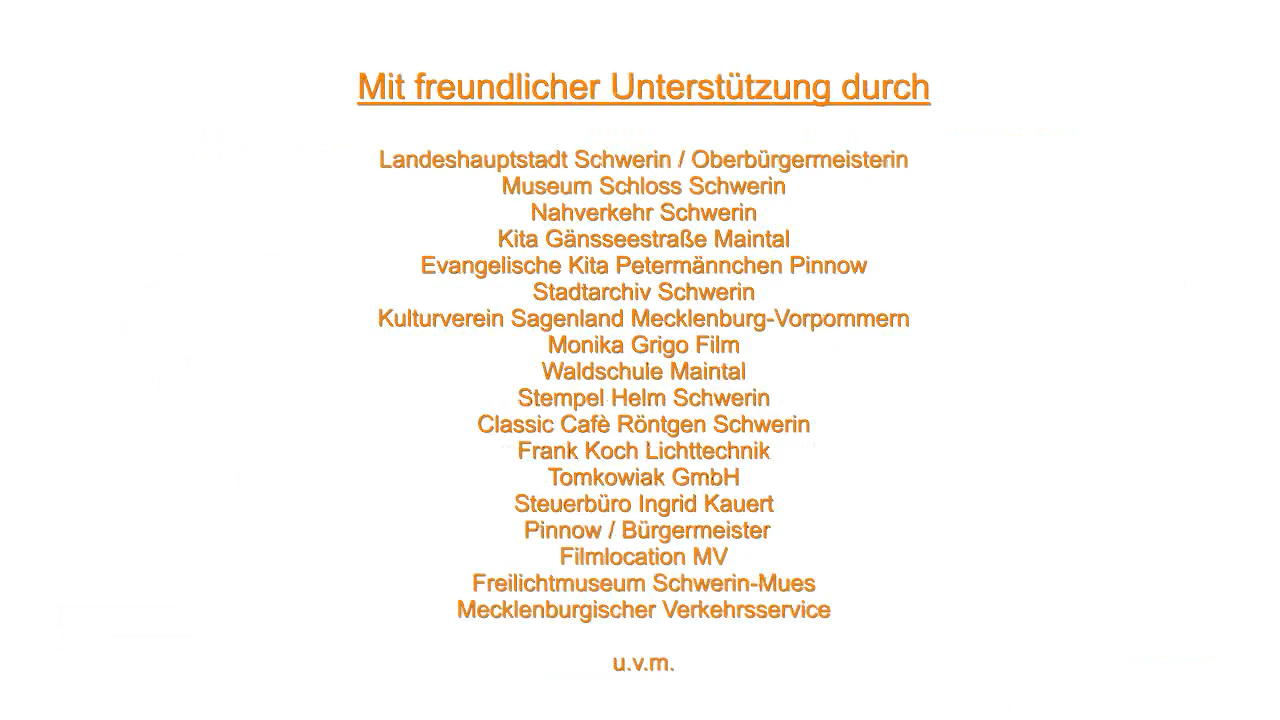 Mit freundlicher Unterstützung durch
Landeshauptstadt Schwerin / Oberbürgermeisterin
Museum Schloss Schwerin
Nahverkehr Schwerin
Kita Gänsseestraße Maintal
Evangelische Kita Petermännchen Pinnow
Stadtarchiv Schwerin
Kulturverein Sagenland Mecklenburg-Vorpommern
Monika Grigo Film
Waldschule Maintal
Stempel Helm Schwerin
Classic Cafè Röntgen Schwerin
Frank Koch Lichttechnik
Tomkowiak GmbH
Steuerbüro Ingrid Kauert
Pinnow / Bürgermeister
Filmlocation MV
Freilichtmuseum Schwerin-Mues
Mecklenburgischer Verkehrsservice
u.v.m.